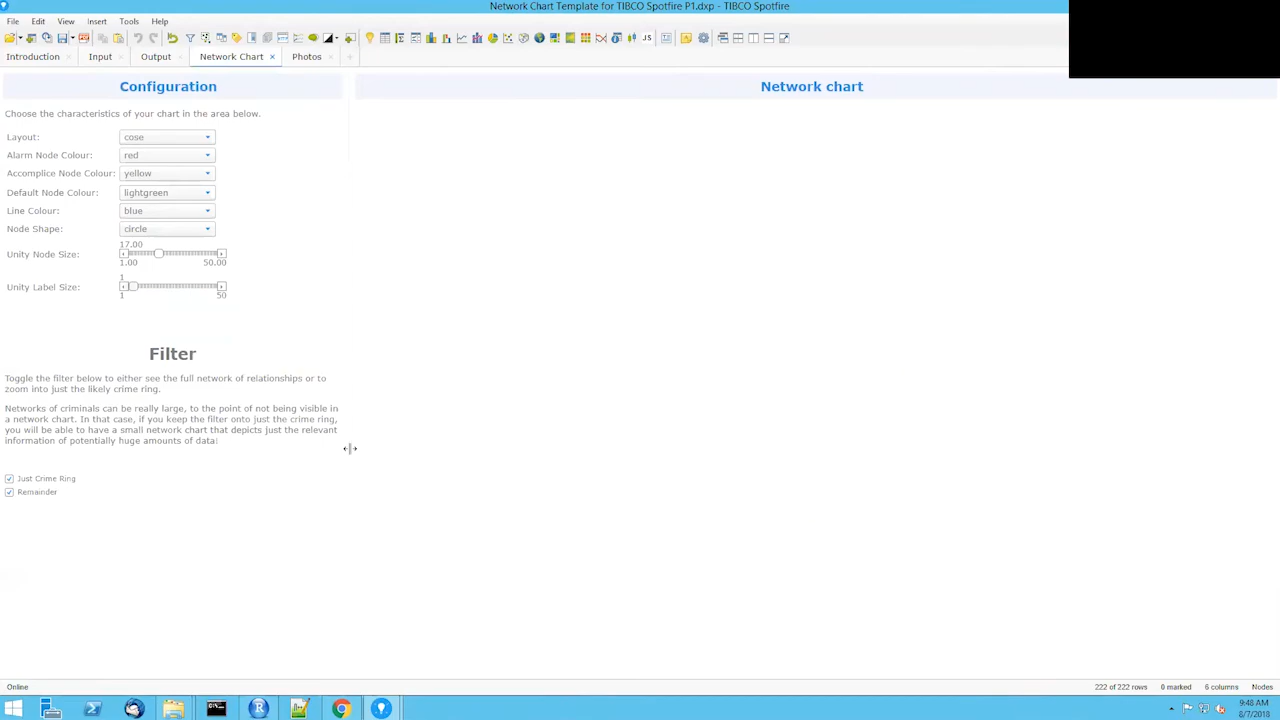 Network Chart Template for TIBCO Spotfire P1.dxp - TIBCO Spotfire
File Edit View Insert Tools Help
JS
Introduction × Input × Output × Network Chart × Photos × +
Configuration
Network chart
Choose the characteristics of your chart in the area below.
Layout: cose
Alarm Node Colour: red
Accomplice Node Colour: yellow
Default Node Colour: lightgreen
Line Colour: blue
Node Shape: circle
17.00
Unity Node Size:
1.00 50.00
1
Unity Label Size:
1 50
Filter
Toggle the filter below to either see the full network of relationships or to
zoom into just the likely crime ring.
Networks of criminals can be really large, to the point of not being visible in
a network chart. In that case, if you keep the filter onto just the crime ring,
you will be able to have a small network chart that depicts just the relevant
information of potentially huge amounts of data:
Just Crime Ring
Remainder
Online 222 of 222 rows 0 marked 6 columns Nodes
R
9:48 AM
8/7/2018